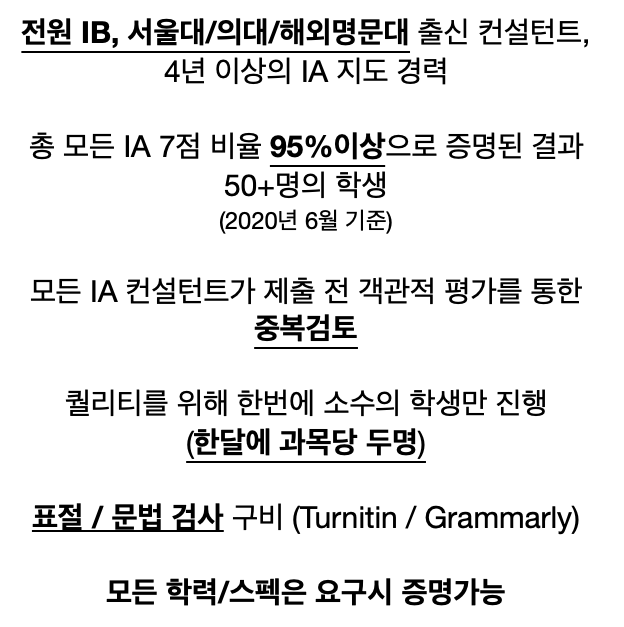 전원 IB, 서울대/의대/해외명문대 출신 컨설턴트,
4년 이상의 IA 지도 경력
총 모든 IA 7점 비율 95%이상으로 증명된 결과
50+명의 학생
(2020년 6월 기준)
모든 IA 컨설턴트가 제출 전 객관적 평가를 통한
중복검토
퀄리티를 위해 한번에 소수의 학생만 진행
(한달에 과목당 두명)
표절 / 문법 검사 구비 (Turnitin / Grammarly)
모든 학력/스펙은 요구시 증명가능